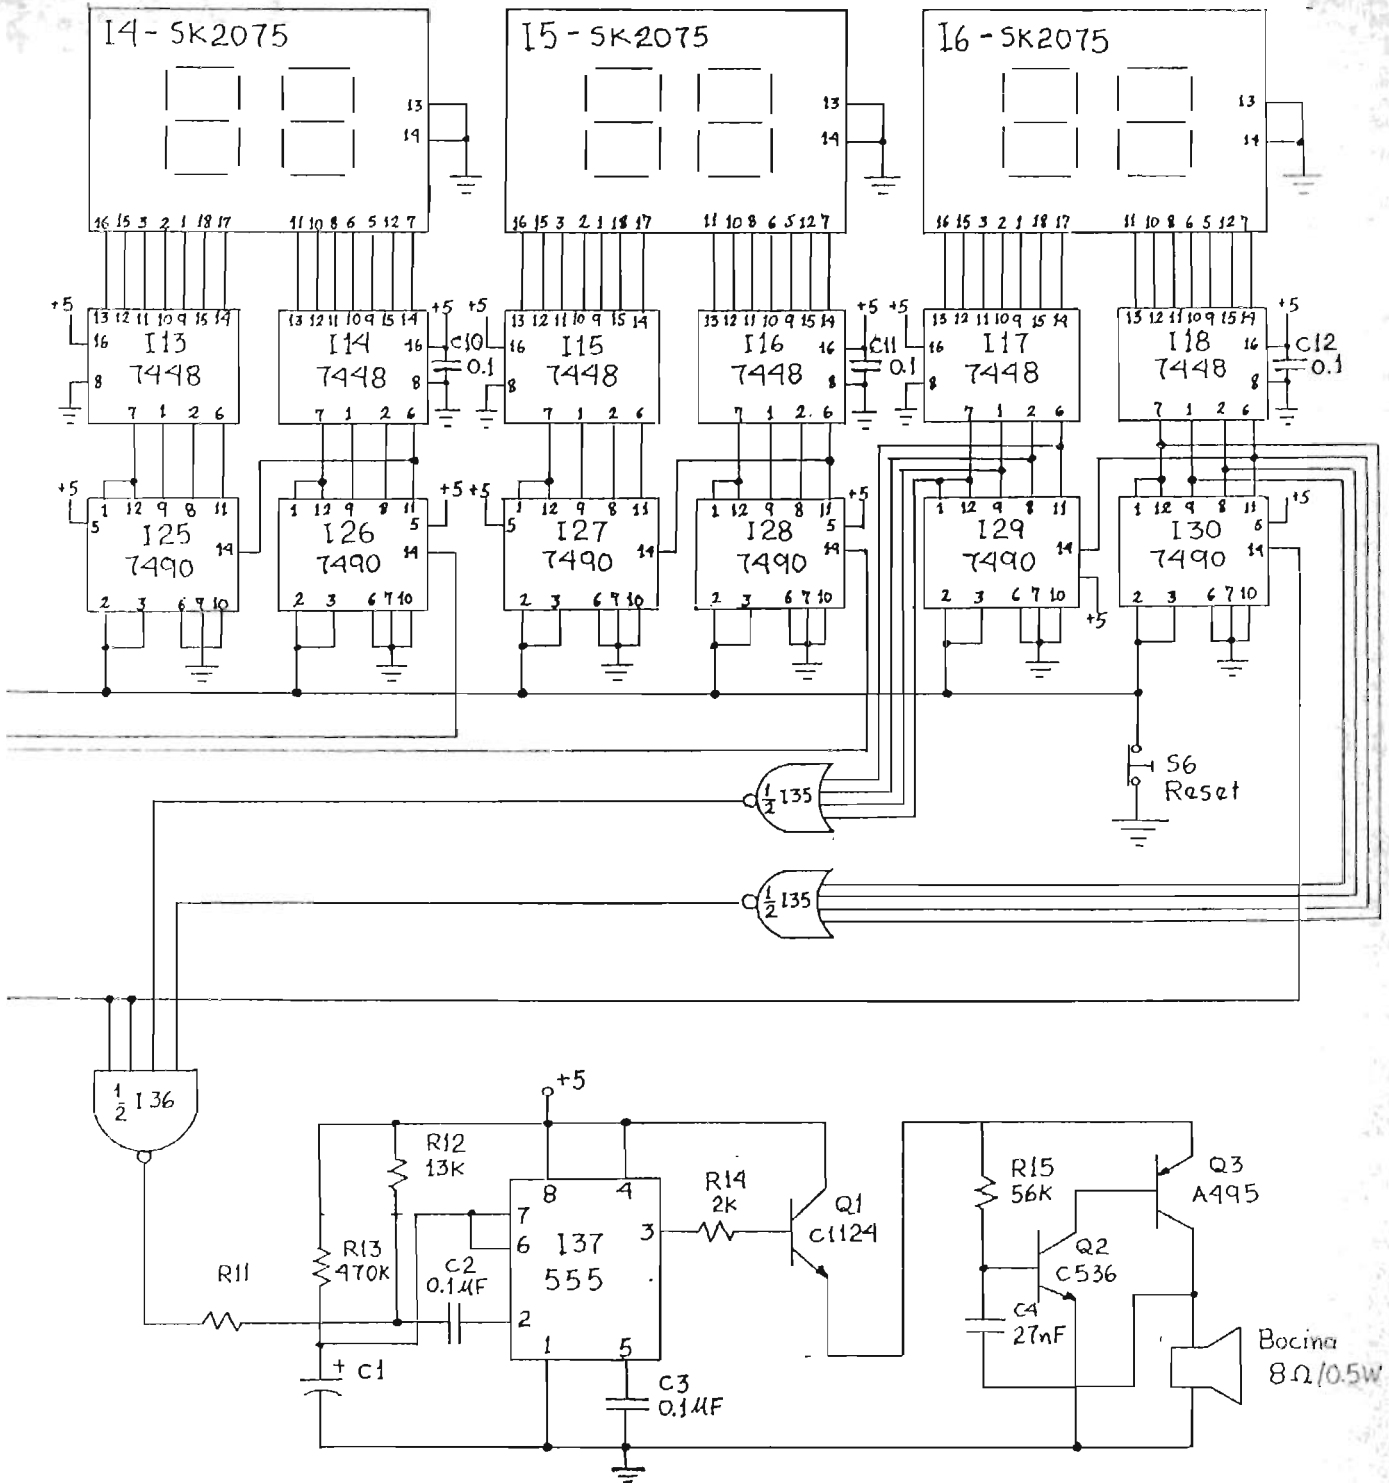 I4 - SK2075 I5 - SK2075 I6 - SK2075
13 13 13
14 14 14
16 15 3 2 1 18 17 11 10 8 6 5 12 7 16 15 3 2 1 18 17 11 10 8 6 5 12 7 16 15 3 2 1 18 17 11 10 8 6 5 12 7
+5 +5 +5 +5 +5 +5
13 12 11 10 9 15 14 13 12 11 10 9 15 14 13 12 11 10 9 15 14 13 12 11 10 9 15 14 13 12 11 10 9 15 14 13 12 11 10 9 15 14
16 I13 I14 16 C10 16 I15 I16 16 C11 16 I17 I18 16 C12
8 7448 7448 8 0.1 8 7448 7448 8 0.1 8 7448 7448 8 0.1
7 1 2 6 7 1 2 6 7 1 2 6 7 1 2 6 7 1 2 6 7 1 2 6
+5 +5 +5 +5 +5
1 12 9 8 11 1 12 9 8 11 1 12 9 8 11 1 12 9 8 11 1 12 9 8 11 1 12 9 8 11
5 I25 I26 5 5 I27 I28 5 I29 I30 5
7490 14 7490 14 7490 14 7490 14 7490 14 7490 14
2 3 6 7 10 2 3 6 7 10 2 3 6 7 10 2 3 6 7 10 2 3 6 7 10 2 3 6 7 10
+5
S6
Reset
1/2 I35
1/2 I35
1/2 I36
+5
R12
13K
R13
470K
R11
C1
C2
0.1µF
8 4
7
6
3
2
1 5
I37
555
C3
0.1µF
R14
2K
Q1
C1124
R15
56K
Q2
C536
Q3
A495
C4
27nF
Bocina
8Ω/0.5W